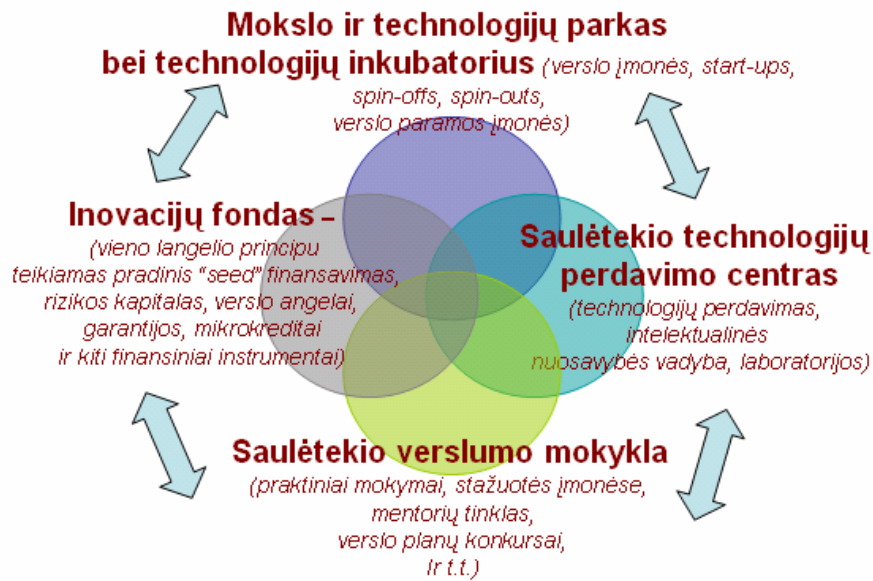 Mokslo ir technologijų parkas
bei technologijų inkubatorius (verslo įmonės, start-ups,
spin-offs, spin-outs,
verslo paramos įmonės)
Inovacijų fondas –
(vieno langelio principu
teikiamas pradinis “seed” finansavimas,
rizikos kapitalas, verslo angelai,
garantijos, mikrokreditai
ir kiti finansiniai instrumentai)
Saulėtekio technologijų
perdavimo centras
(technologijų perdavimas,
intelektualinės
nuosavybės vadyba, laboratorijos)
Saulėtekio verslumo mokykla
(praktiniai mokymai, stažuotės įmonėse,
mentorių tinklas,
verslo planų konkursai,
Ir t.t.)